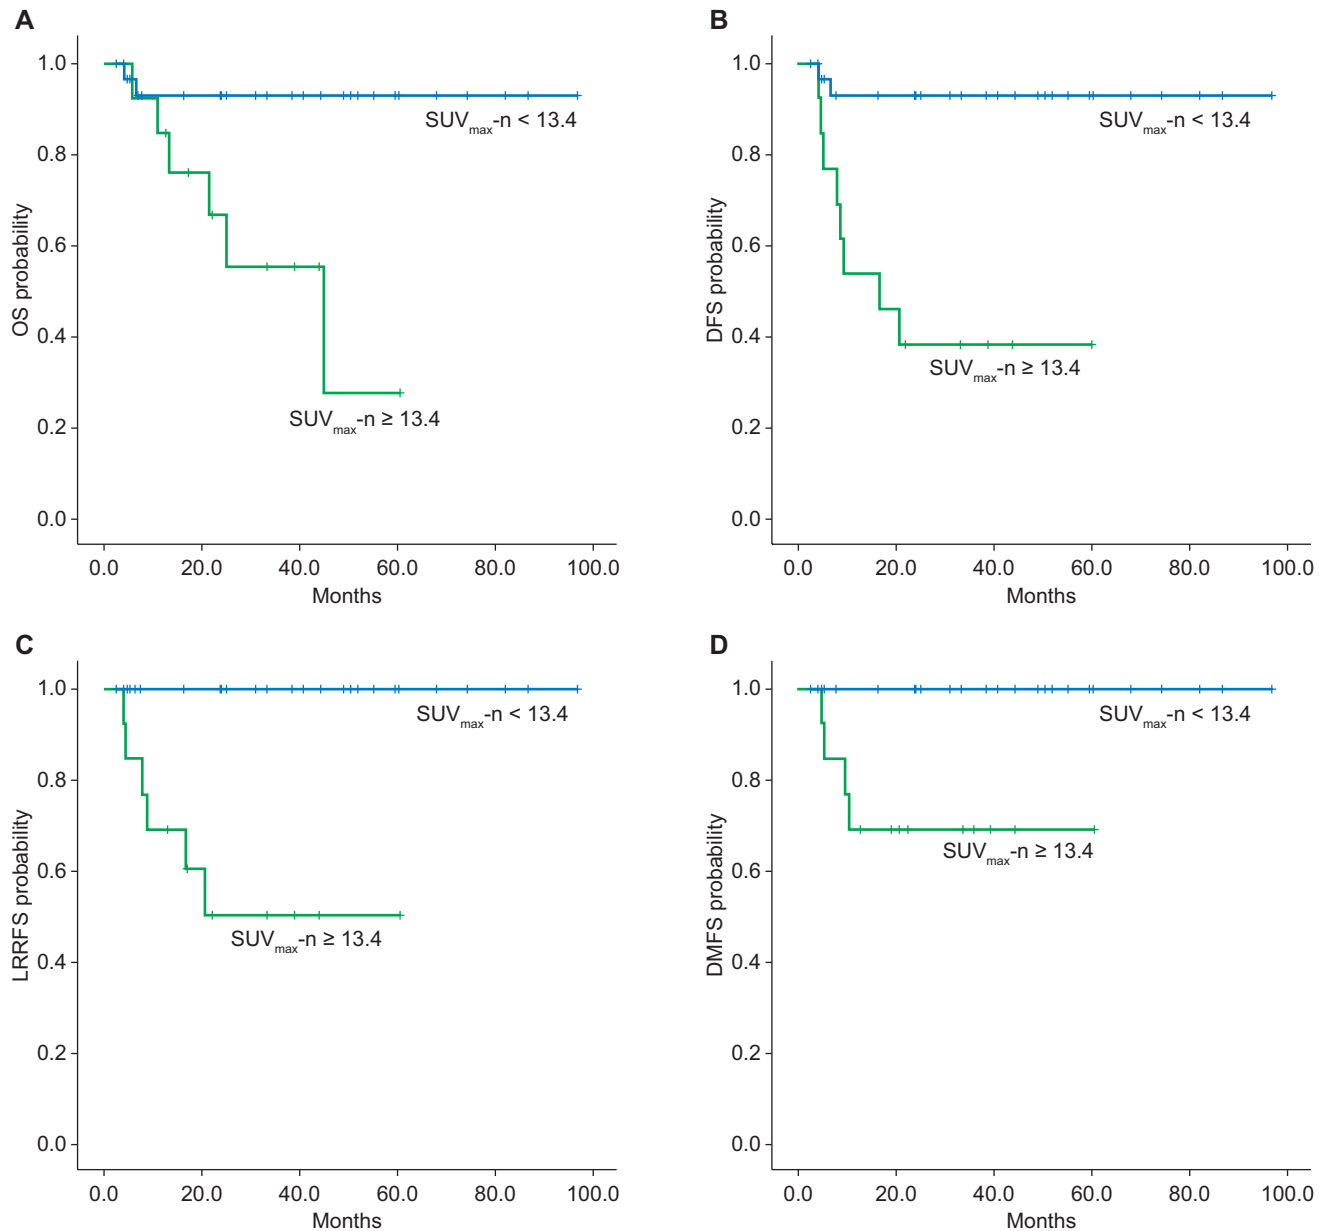 A
OS probability
1.0
0.8
0.6
0.4
0.2
0.0
SUVmax-n < 13.4
SUVmax-n ≥ 13.4
0.0 20.0 40.0 60.0 80.0 100.0
Months
B
DFS probability
1.0
0.8
0.6
0.4
0.2
0.0
SUVmax-n < 13.4
SUVmax-n ≥ 13.4
0.0 20.0 40.0 60.0 80.0 100.0
Months
C
LRRFS probability
1.0
0.8
0.6
0.4
0.2
0.0
SUVmax-n < 13.4
SUVmax-n ≥ 13.4
0.0 20.0 40.0 60.0 80.0 100.0
Months
D
DMFS probability
1.0
0.8
0.6
0.4
0.2
0.0
SUVmax-n < 13.4
SUVmax-n ≥ 13.4
0.0 20.0 40.0 60.0 80.0 100.0
Months